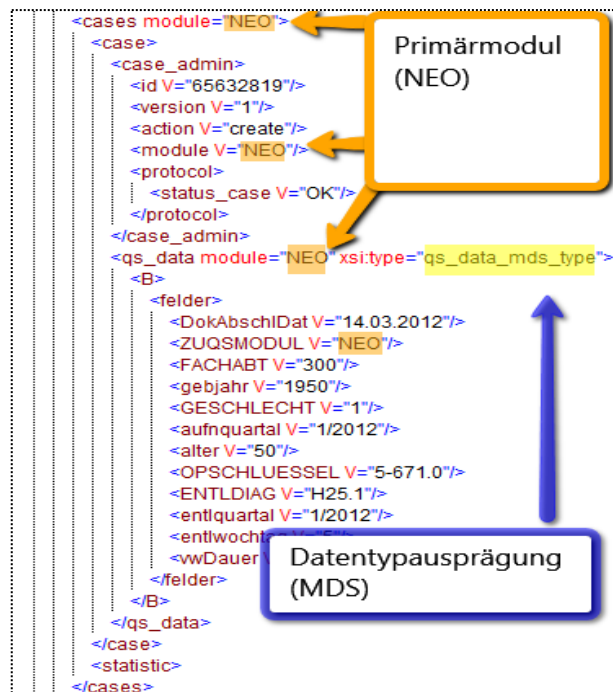 <cases module="NEO">
<case>
<case_admin>
<id V="65632819"/>
<version V="1"/>
<action V="create"/>
<module V="NEO"/>
<protocol>
<status_case V="OK"/>
</protocol>
</case_admin>
<qs_data module="NEO" xsi:type="qs_data_mds_type">
<B>
<felder>
<DokAbschlDat V="14.03.2012"/>
<ZUQSMODUL V="NEO"/>
<FACHABT V="300"/>
<gebjahr V="1950"/>
<GESCHLECHT V="1"/>
<aufnquartal V="1/2012"/>
<alter V="50"/>
<OPSCHLUESSEL V="5-671.0"/>
<ENTLDIAG V="H25.1"/>
<entlquartal V="1/2012"/>
<entlwochtag
<vwDauer
</felder>
</B>
</qs_data>
</case>
<statistic>
</cases>
Primärmodul
(NEO)
Datentypausprägung
(MDS)